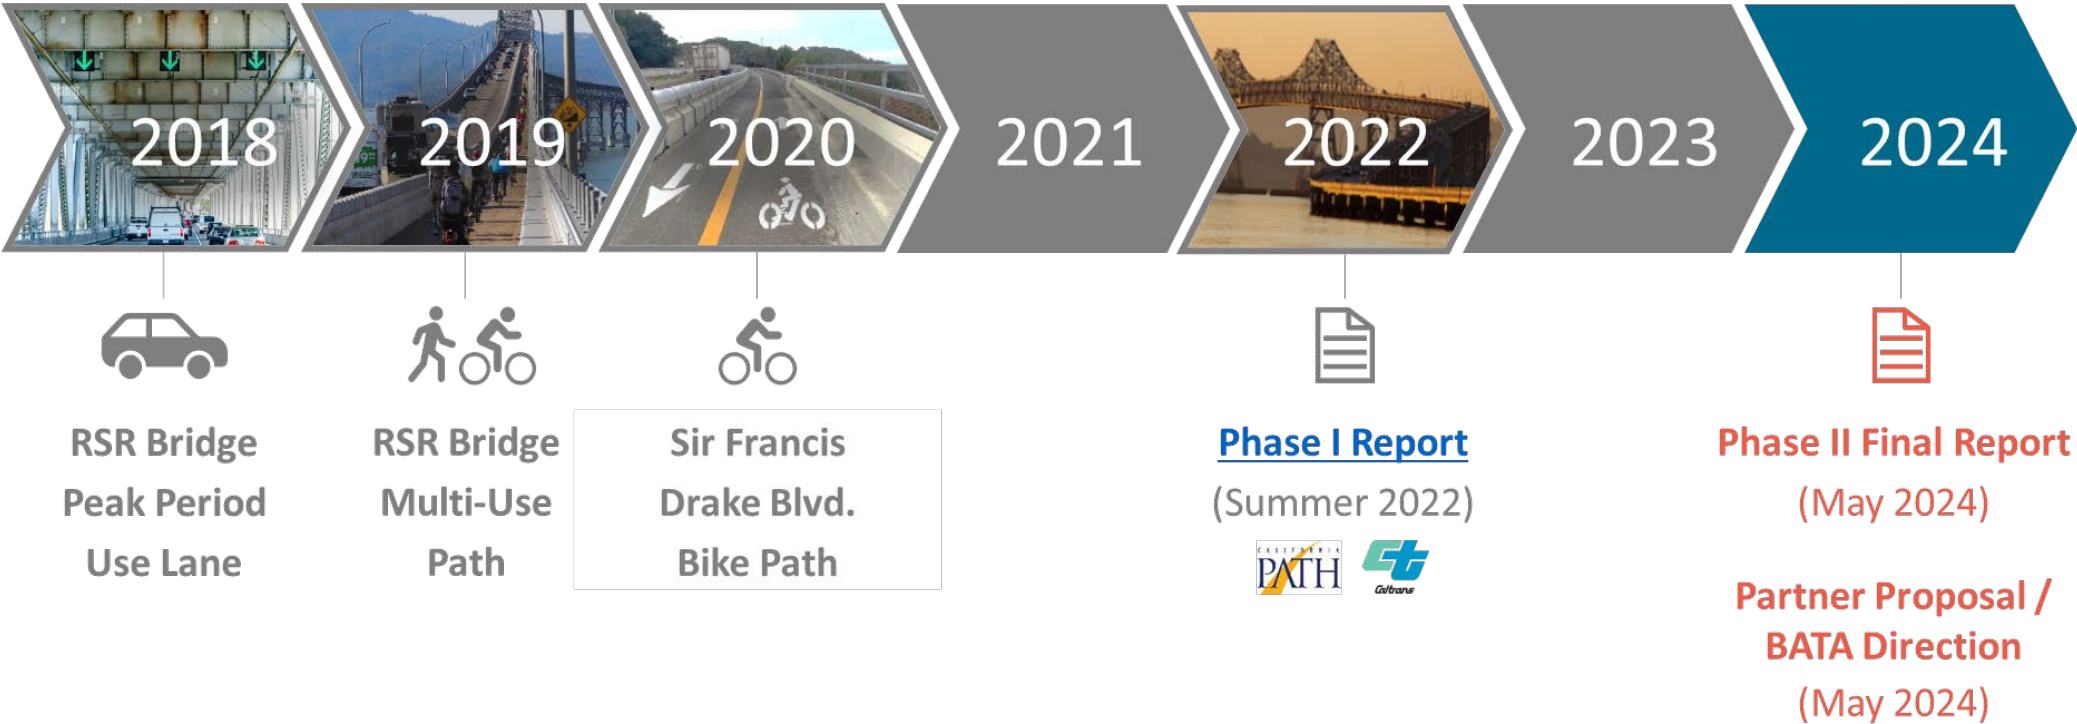 2018
2019
2020
2021
2022
2023
2024
RSR Bridge
Peak Period
Use Lane
RSR Bridge
Multi-Use
Path
Sir Francis
Drake Blvd.
Bike Path
Phase I Report
(Summer 2022)
CALIFORNIA
PATH
Caltrans
Phase II Final Report
(May 2024)
Partner Proposal /
BATA Direction
(May 2024)